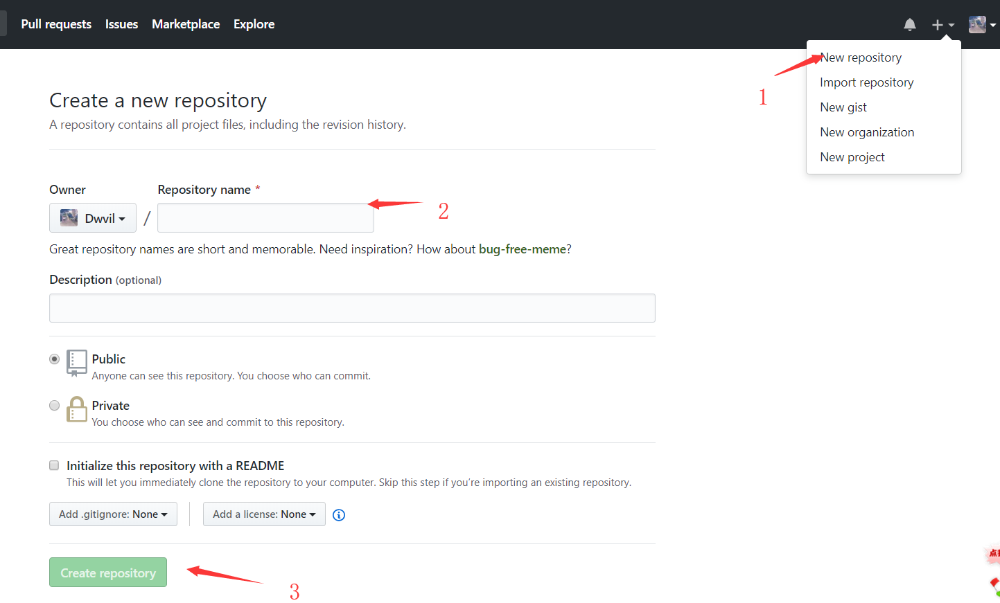 Pull requests Issues Marketplace Explore
New repository
1
Import repository
New gist
New organization
New project
Create a new repository
A repository contains all project files, including the revision history.
Owner Repository name *
Dwvil / 2
Great repository names are short and memorable. Need inspiration? How about bug-free-meme?
Description (optional)
Public
Anyone can see this repository. You choose who can commit.
Private
You choose who can see and commit to this repository.
Initialize this repository with a README
This will let you immediately clone the repository to your computer. Skip this step if you’re importing an existing repository.
Add .gitignore: None Add a license: None
Create repository
3
点